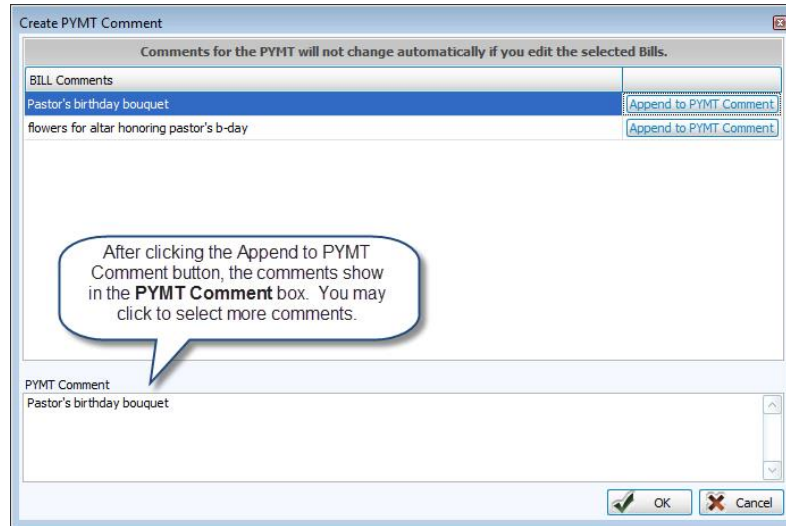 Create PYMT Comment
Comments for the PYMT will not change automatically if you edit the selected Bills.
BILL Comments
Pastor's birthday bouquet
Append to PYMT Comment
flowers for altar honoring pastor's b-day
Append to PYMT Comment
After clicking the Append to PYMT
Comment button, the comments show
in the PYMT Comment box. You may
click to select more comments.
PYMT Comment
Pastor's birthday bouquet
OK
Cancel